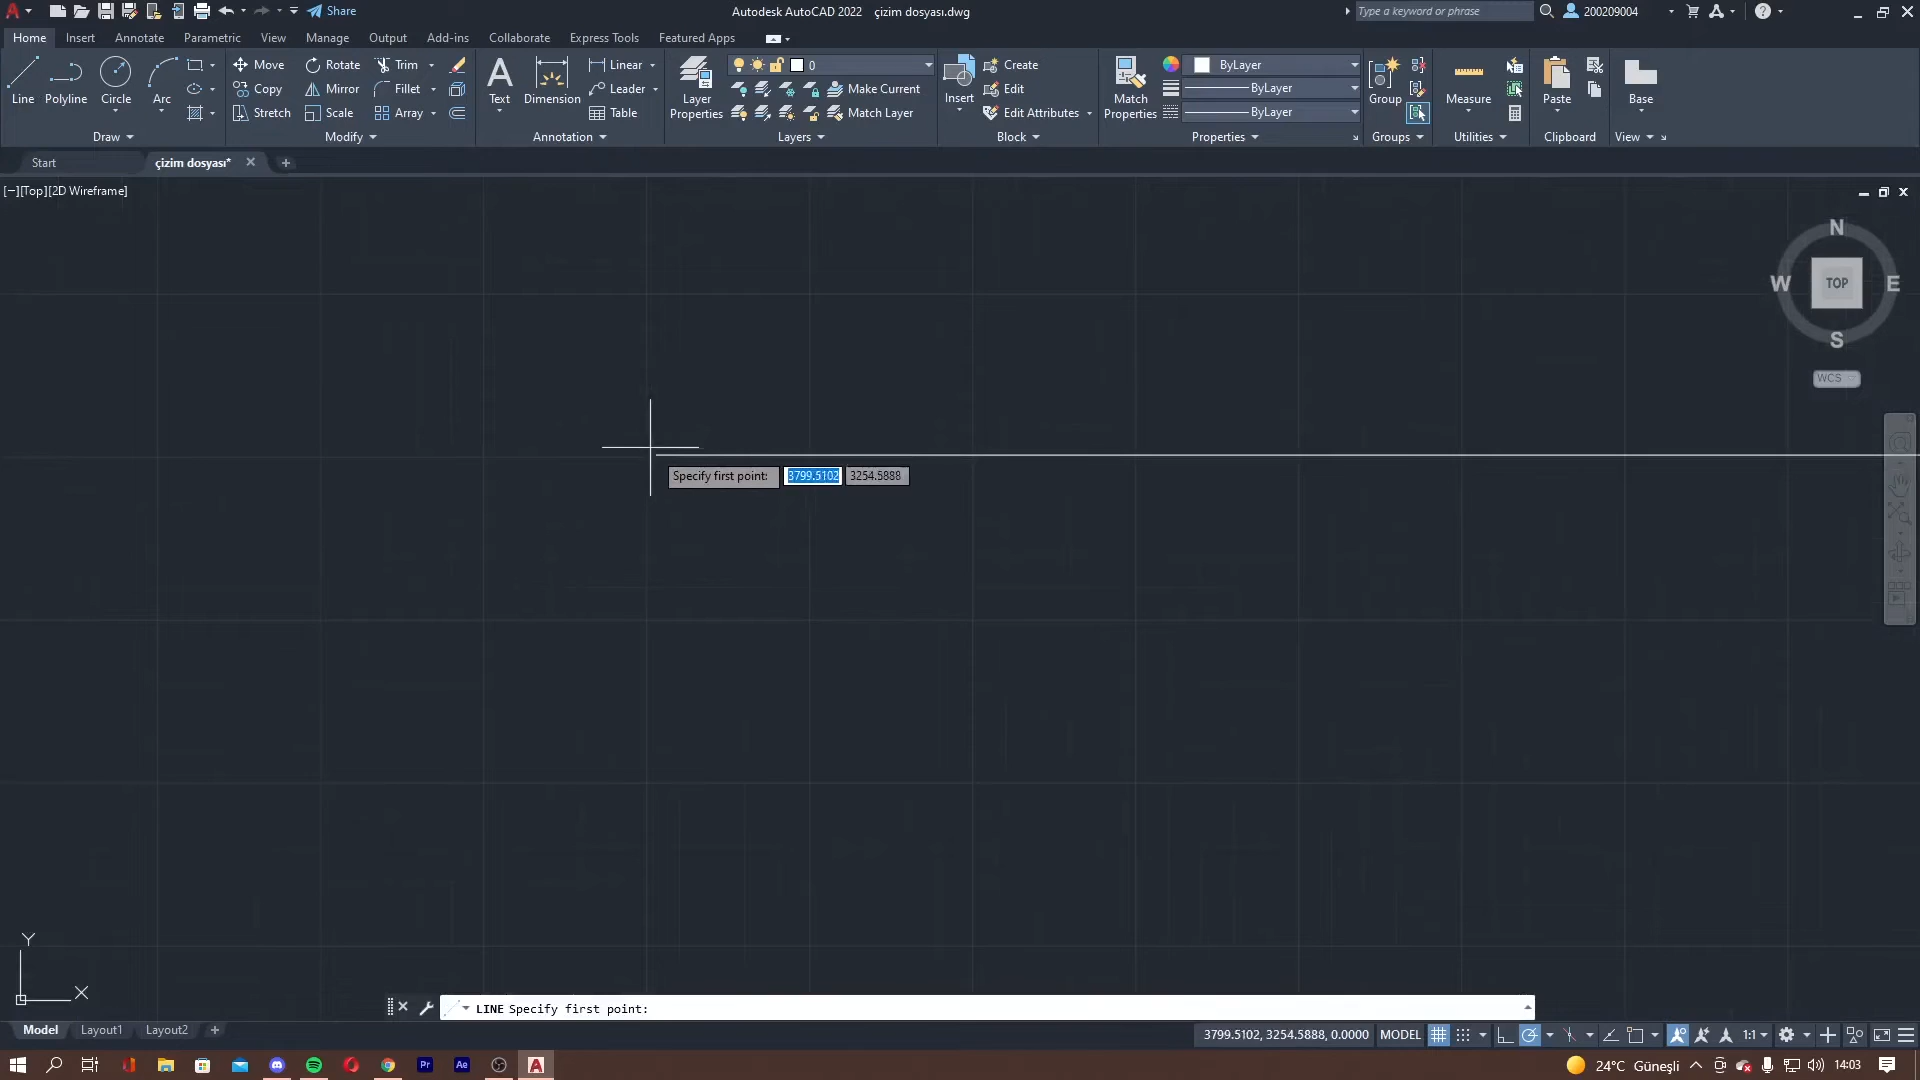 Share
Autodesk AutoCAD 2022 çizim dosyası.dwg
Type a keyword or phrase
200209004
Home Insert Annotate Parametric View Manage Output Add-ins Collaborate Express Tools Featured Apps
Line
Polyline
Circle
Arc
Draw
Move
Rotate
Trim
Copy
Mirror
Fillet
Stretch
Scale
Array
Modify
Text
Dimension
Linear
Leader
Table
Annotation
Layer
Properties
0
Make Current
Match Layer
Layers
Insert
Create
Edit
Edit Attributes
Block
Match
Properties
ByLayer
ByLayer
ByLayer
Properties
Group
Groups
Measure
Utilities
Paste
Clipboard
Base
View
Start
çizim dosyası*
[−][Top][2D Wireframe]
N
W
TOP
E
S
WCS
Specify first point: 3799.5102 3254.5888
Y
X
LINE Specify first point:
Model Layout1 Layout2
3799.5102, 3254.5888, 0.0000 MODEL
1:1
Pr
Ae
24°C Güneşli
14:03